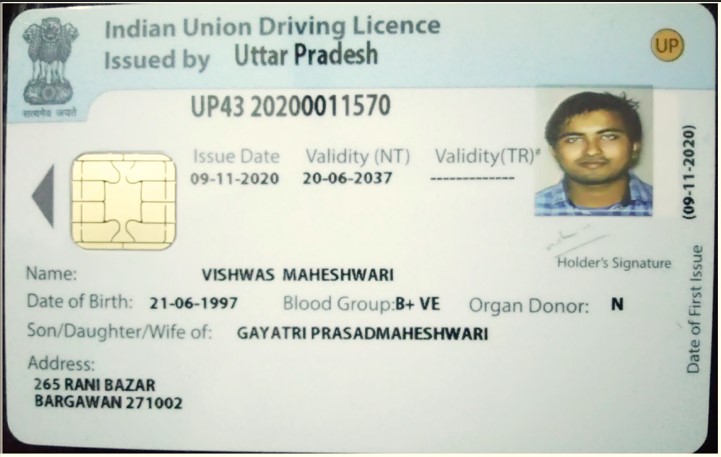 Indian Union Driving Licence
Issued by Uttar Pradesh
UP
सत्यमेव जयते
UP43 20200011570
Issue Date Validity (NT) Validity(TR)#
09-11-2020 20-06-2037 -------------
Holder's Signature
Date of First Issue (09-11-2020)
Name: VISHWAS MAHESHWARI
Date of Birth: 21-06-1997 Blood Group:B+ VE Organ Donor: N
Son/Daughter/Wife of: GAYATRI PRASADMAHESHWARI
Address:
265 RANI BAZAR
BARGAWAN 271002